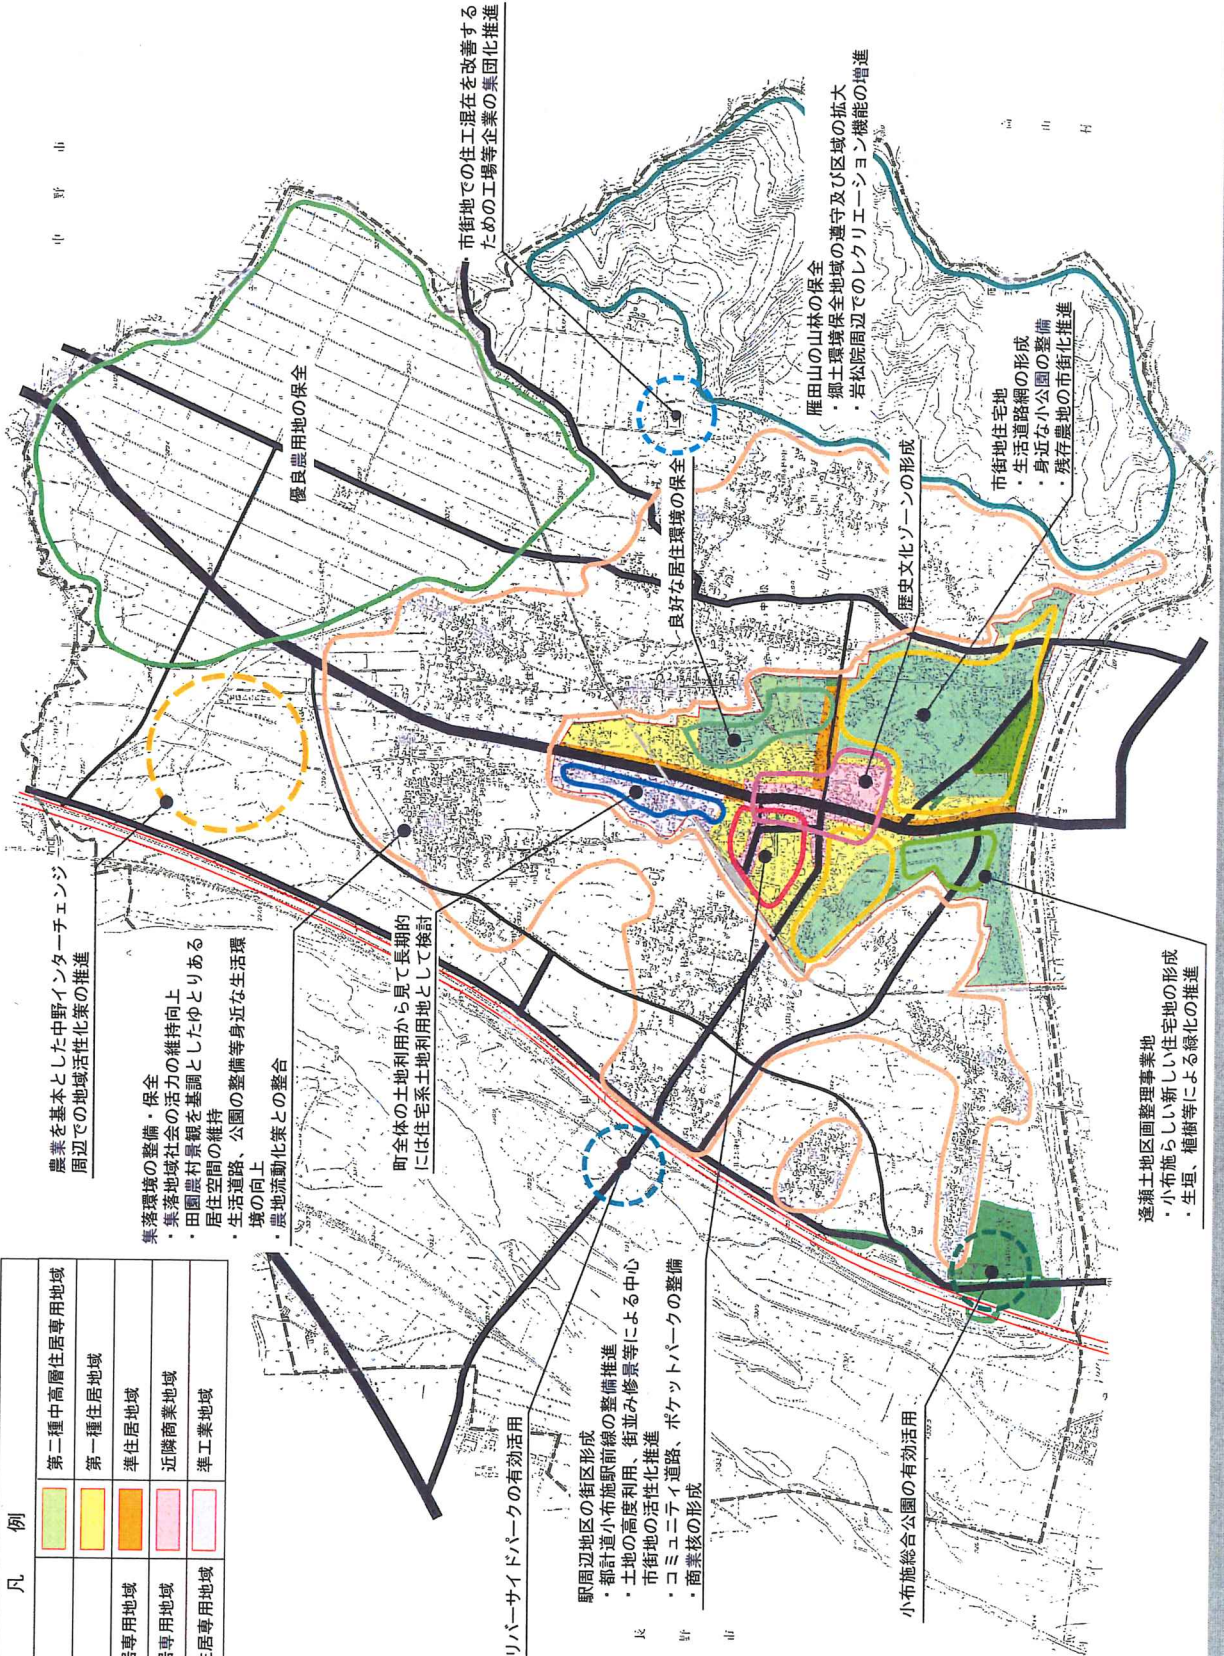 凡　例
第二種中高層住居専用地域
第一種住居地域
準住居地域
近隣商業地域
準工業地域
居専用地域
専用地域
住居専用地域
農業を基本とした中野インターチェンジ
周辺での地域活性化策の推進
集落環境の整備・保全
・集落地域社会の活力の維持向上
・田園農村景観を基調としたゆとりある
居住空間の維持
・生活道路、公園の整備等身近な生活環
境の向上
・農地流動化策との整合
町全体の土地利用から見て長期的
には住宅系土地利用地として検討
リバーサイドパークの有効活用
駅周辺地区の街区形成
・都計道小布施駅前線の整備推進
・土地の高度利用、街並み修景等による中心
市街地の活性化推進
・コミュニティ道路、ポケットパークの整備
・商業核の形成
小布施総合公園の有効活用
優良農用地の保全
・市街地での住工混在を改善する
ための工場等企業の集団化推進
良好な居住環境の保全
雁田山の山林の保全
・郷土環境保全地域の遵守及び区域の拡大
・岩松院周辺でのレクリエーション機能の増進
歴史文化ゾーンの形成
市街地住宅地
・生活道路網の形成
・身近な小公園の整備
・残存農地の市街化推進
逢瀬土地区画整理事業地
・小布施らしい新しい住宅地の形成
・生垣、植樹等による緑化の推進
中野市
高山村
長野市